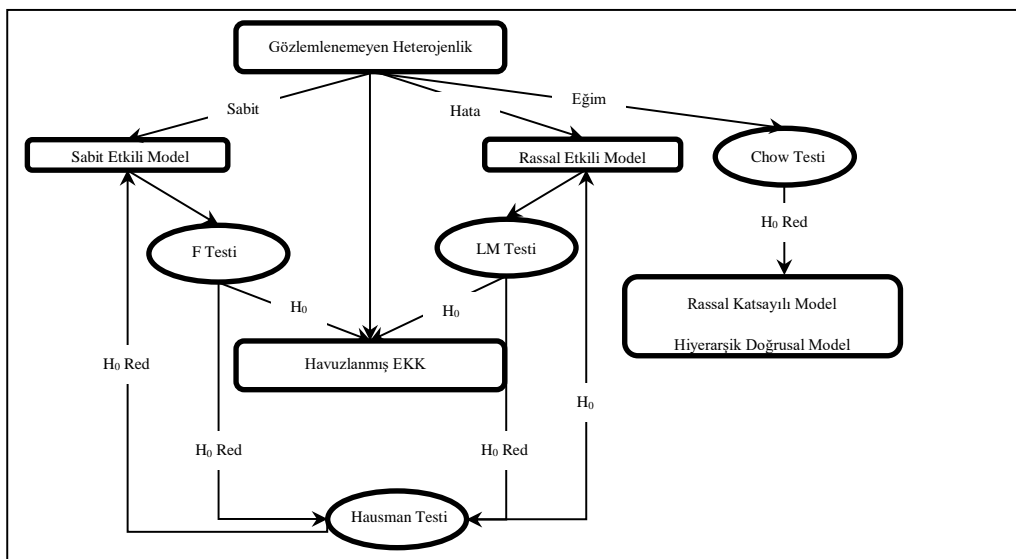 Gözlemlenemeyen Heterojenlik
Sabit
Hata
Eğim
Sabit Etkili Model
Rassal Etkili Model
Chow Testi
F Testi
LM Testi
H₀ Red
H₀
H₀
Rassal Katsayılı Model
Hiyerarşik Doğrusal Model
Havuzlanmış EKK
H₀ Red
H₀
H₀ Red
H₀ Red
Hausman Testi